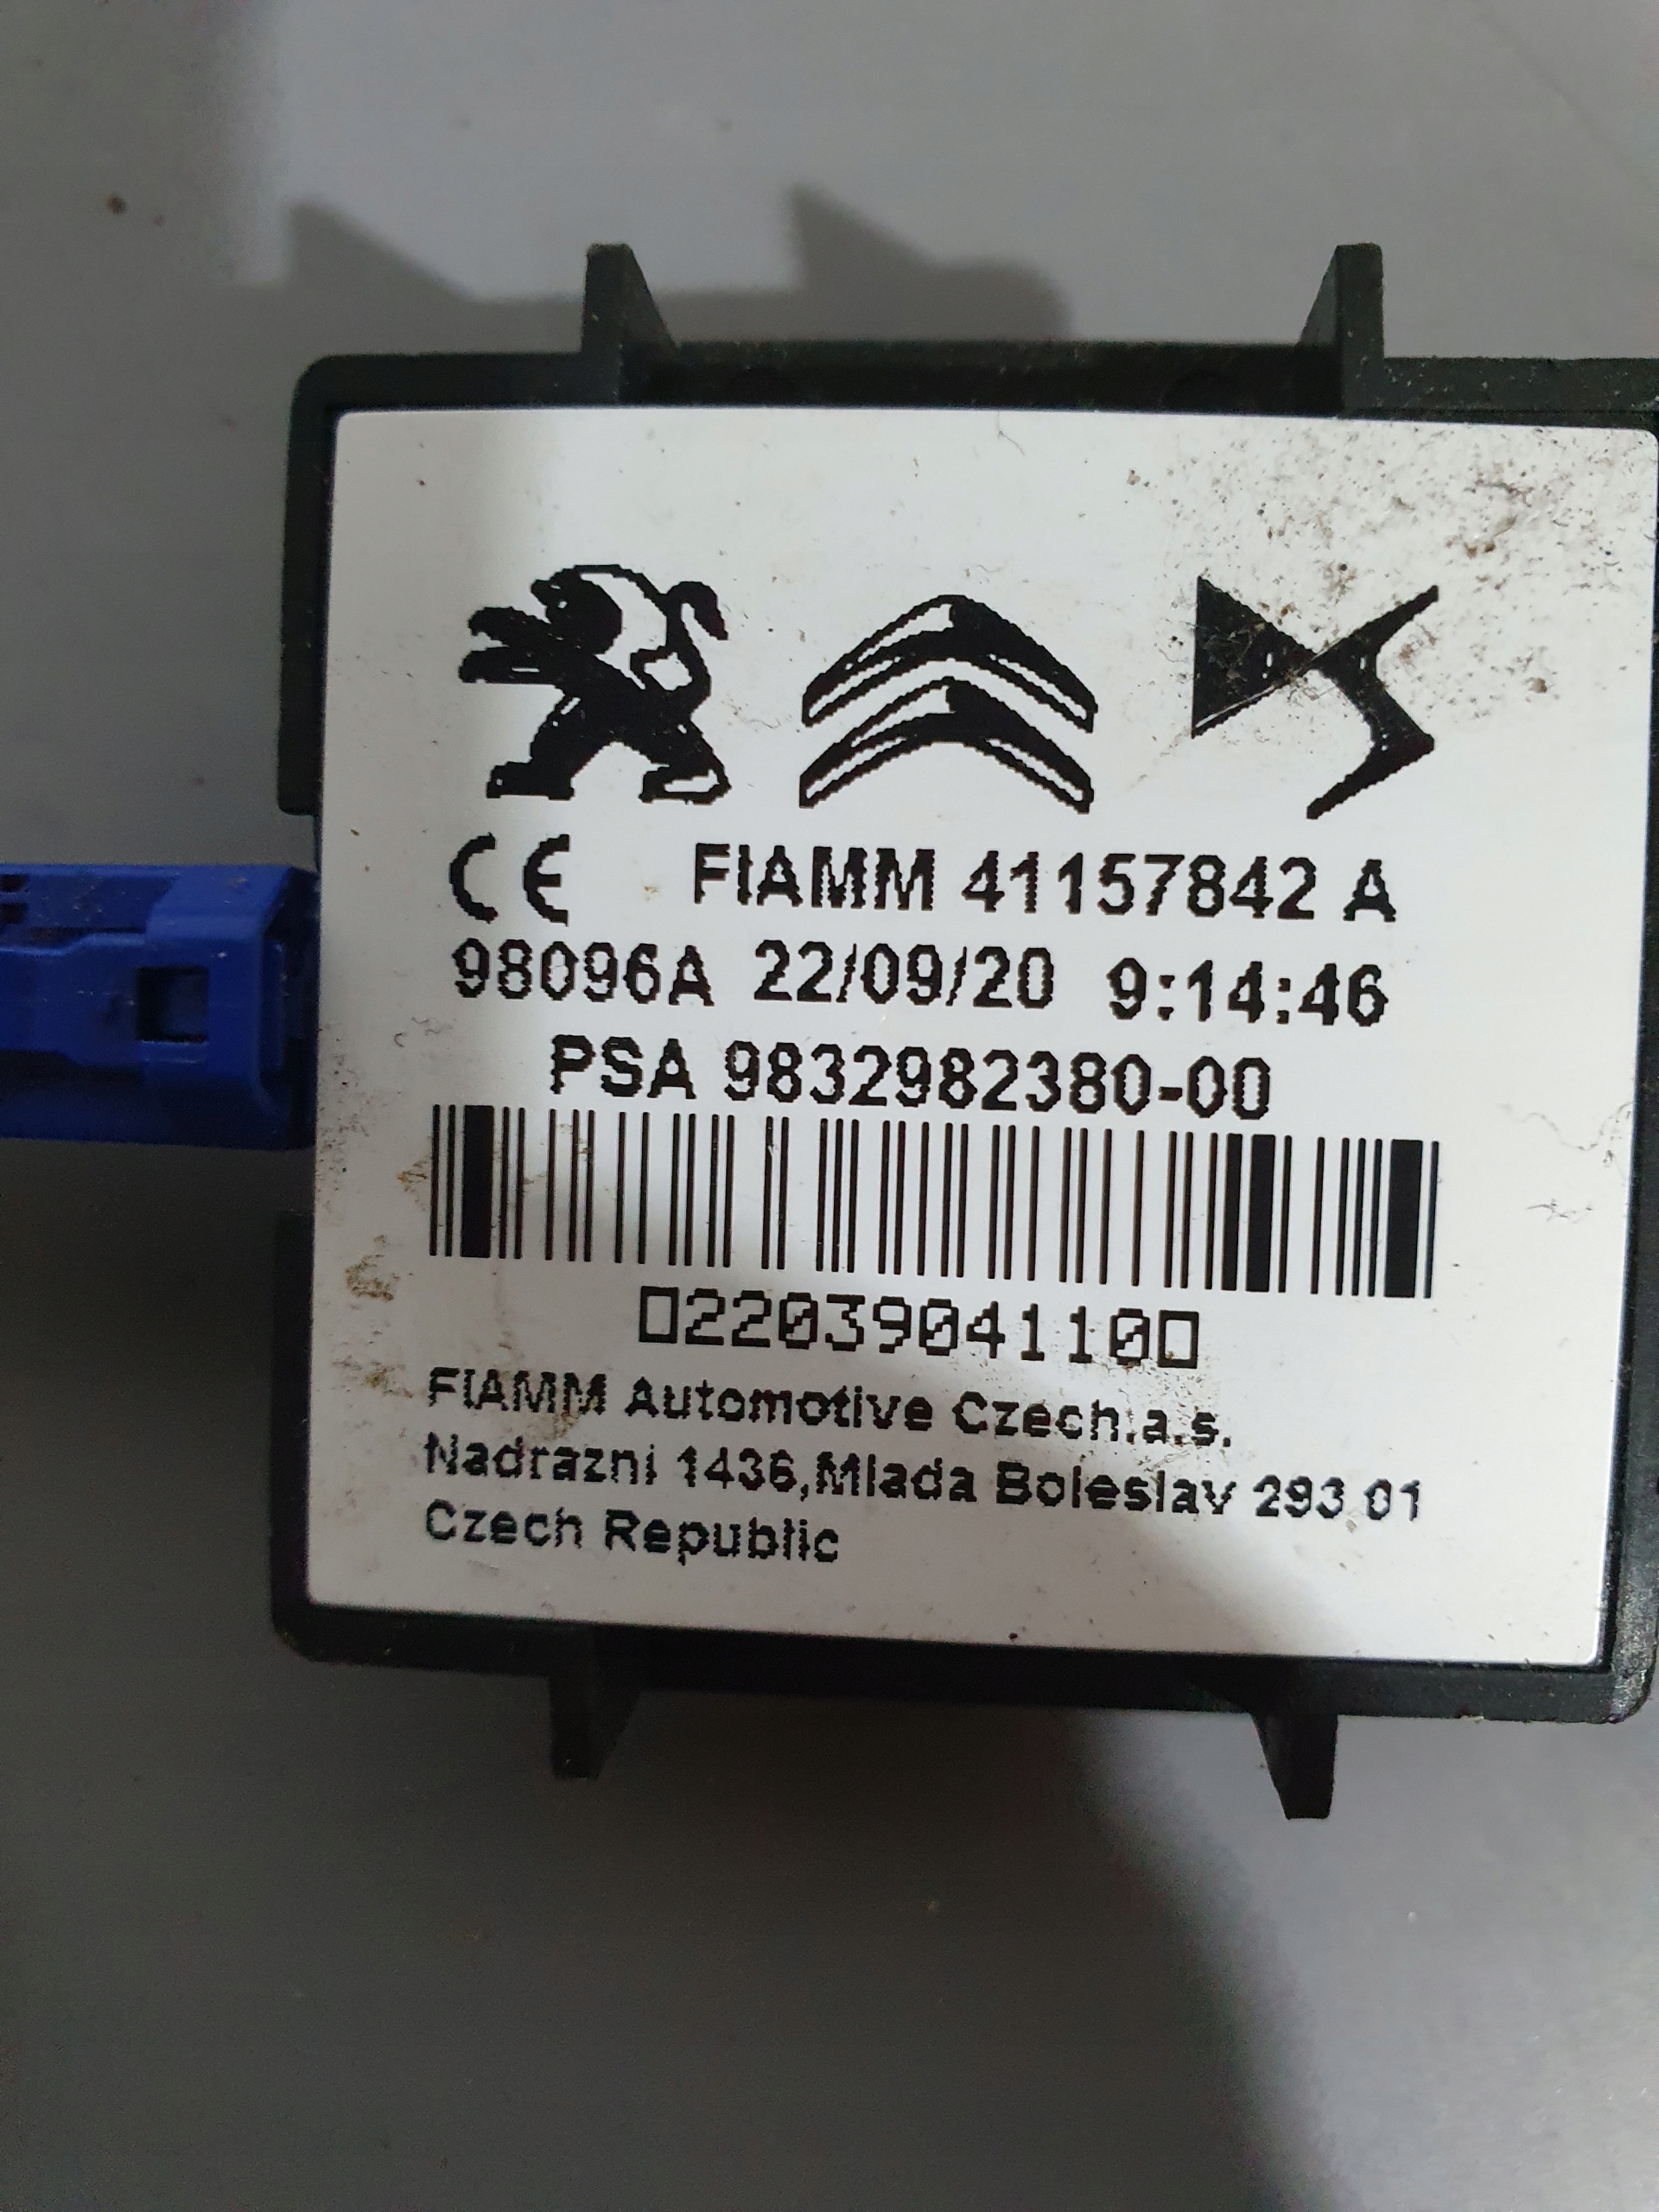 CE FIAMM 41157842 A
98096A 22/09/20 9:14:46
PSA 9832982380-00
▯22039041100▯
FIAMM Automotive Czech.a.s.
Nadrazni 1436,Mlada Boleslav 293 01
Czech Republic